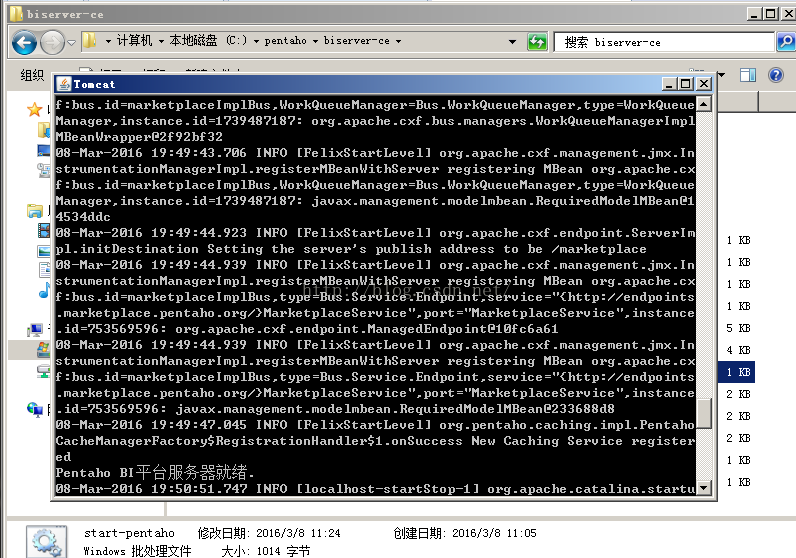 biserver-ce
计算机 本地磁盘 (C:) pentaho biserver-ce
搜索 biserver-ce
组织
Tomcat
f:bus.id=marketplaceImplBus,WorkQueueManager=Bus.WorkQueueManager,type=WorkQueue
Manager,instance.id=1739487187: org.apache.cxf.bus.managers.WorkQueueManagerImpl
MBeanWrapper@2f92bf32
08-Mar-2016 19:49:43.706 INFO [FelixStartLevel] org.apache.cxf.management.jmx.In
strumentationManagerImpl.registerMBeanWithServer registering MBean org.apache.cx
f:bus.id=marketplaceImplBus,WorkQueueManager=Bus.WorkQueueManager,type=WorkQueue
Manager,instance.id=1739487187: javax.management.modelmbean.RequiredModelMBean@1
4534ddc
08-Mar-2016 19:49:44.923 INFO [FelixStartLevel] org.apache.cxf.endpoint.ServerIm
pl.initDestination Setting the server's publish address to be /marketplace
08-Mar-2016 19:49:44.939 INFO [FelixStartLevel] org.apache.cxf.management.jmx.In
strumentationManagerImpl.registerMBeanWithServer registering MBean org.apache.cx
http://blog.csdn.net/
f:bus.id=marketplaceImplBus,type=Bus.Service.Endpoint,service="{http://endpoints
.marketplace.pentaho.org/}MarketplaceService",port="MarketplaceService",instance
.id=753569596: org.apache.cxf.endpoint.ManagedEndpoint@10fc6a61
08-Mar-2016 19:49:44.939 INFO [FelixStartLevel] org.apache.cxf.management.jmx.In
strumentationManagerImpl.registerMBeanWithServer registering MBean org.apache.cx
f:bus.id=marketplaceImplBus,type=Bus.Service.Endpoint,service="{http://endpoints
.marketplace.pentaho.org/}MarketplaceService",port="MarketplaceService",instance
.id=753569596: javax.management.modelmbean.RequiredModelMBean@233688d8
08-Mar-2016 19:49:47.045 INFO [FelixStartLevel] org.pentaho.caching.impl.Pentaho
CacheManagerFactory$RegistrationHandler$1.onSuccess New Caching Service register
ed
Pentaho BI平台服务器就绪.
08-Mar-2016 19:50:51.747 INFO [localhost-startStop-1] org.apache.catalina.startu
1 KB
1 KB
1 KB
1 KB
5 KB
4 KB
1 KB
2 KB
2 KB
2 KB
1 KB
1 KB
start-pentaho 修改日期: 2016/3/8 11:24 创建日期: 2016/3/8 11:05
Windows 批处理文件 大小: 1014 字节